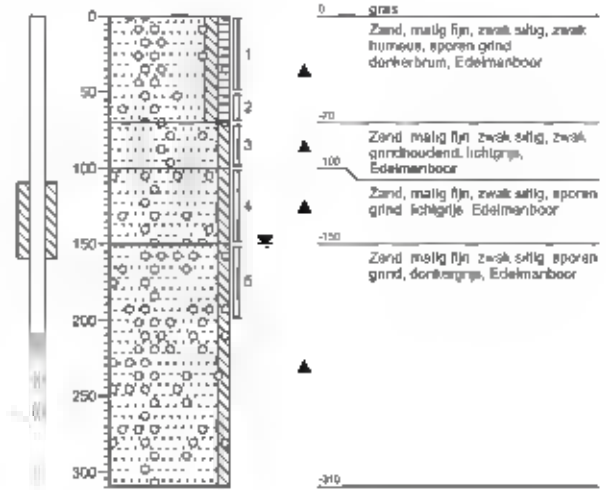 0
50
100
150
200
250
300
1
2
3
4
5
0 gras
Zand, matig fijn, zwak siltig, zwak
humeus, sporen grind
donkerbruin, Edelmanboor
-70
Zand, matig fijn, zwak siltig, zwak
grindhoudend, lichtgrijs,
Edelmanboor
-100
Zand, matig fijn, zwak siltig, sporen
grind, lichtgrijs, Edelmanboor
-150
Zand, matig fijn, zwak siltig, sporen
grind, donkergrijs, Edelmanboor
-310